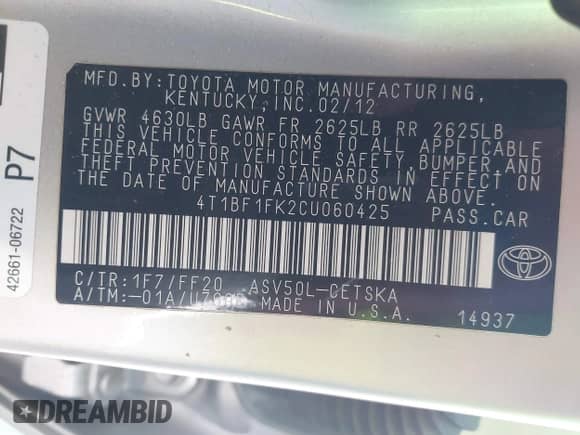 MFD. BY: TOYOTA MOTOR MANUFACTURING,
KENTUCKY, INC. 02/12
GVWR 4630LB GAWR FR 2625LB RR 2625LB
THIS VEHICLE CONFORMS TO ALL APPLICABLE
FEDERAL MOTOR VEHICLE SAFETY, BUMPER, AND
THEFT PREVENTION STANDARDS IN EFFECT ON
THE DATE OF MANUFACTURE SHOWN ABOVE.
4T1BF1FK2CU060425 PASS.CAR
C/TR: 1F7/FF20 ASV50L-CETSKA
A/TM: -01A/ MADE IN U.S.A.
14937
42661-06722 P7
DREAMBID